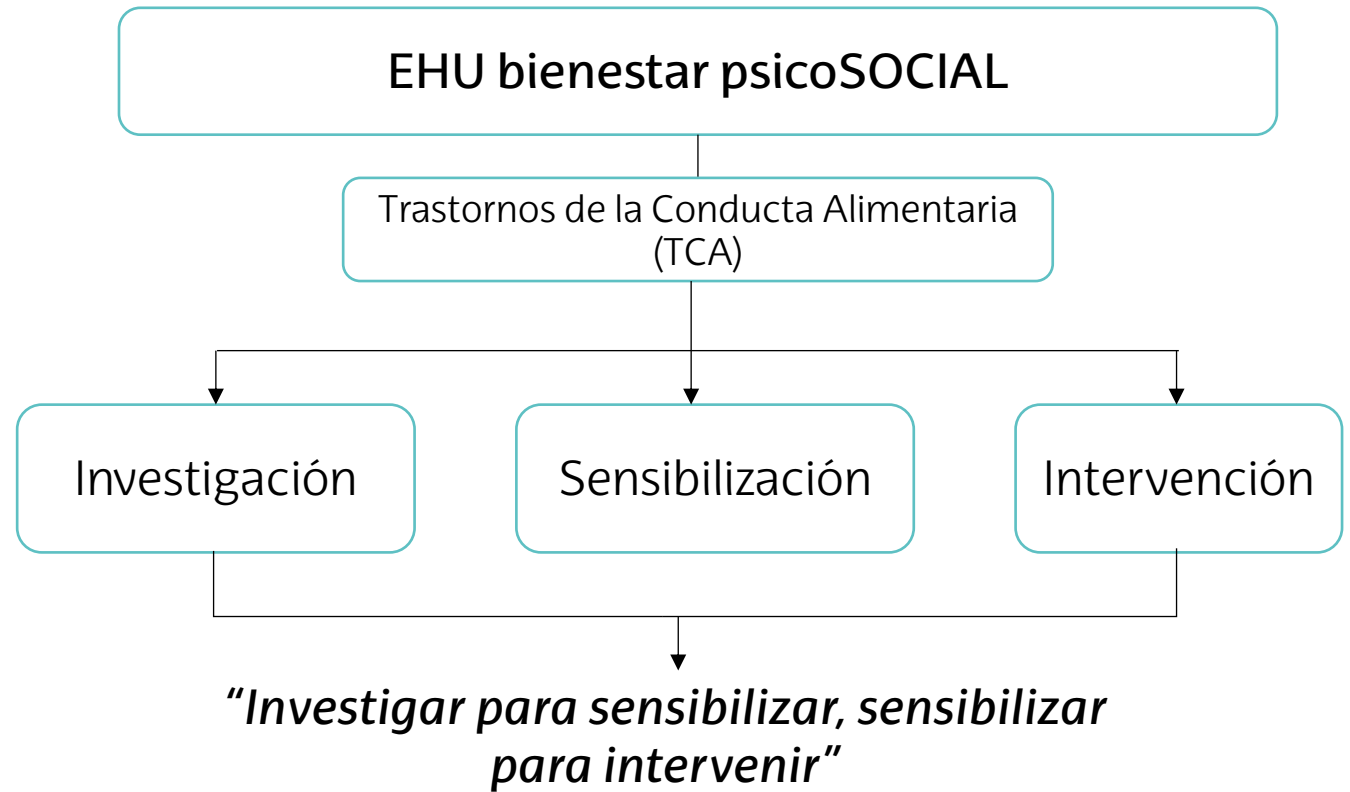 EHU bienestar psicoSOCIAL
Trastornos de la Conducta Alimentaria
(TCA)
Investigación
Sensibilización
Intervención
“Investigar para sensibilizar, sensibilizar
para intervenir”